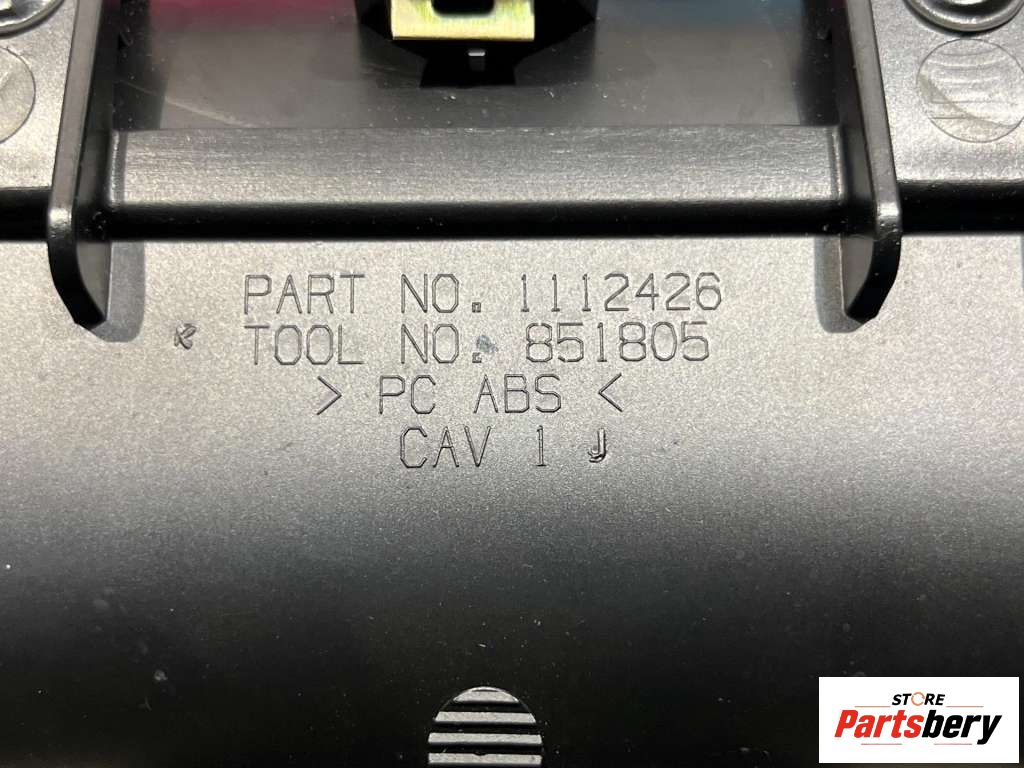 PART NO. 1112426
TOOL NO. 851805
> PC ABS <
CAV 1 J
STORE
Partsbery